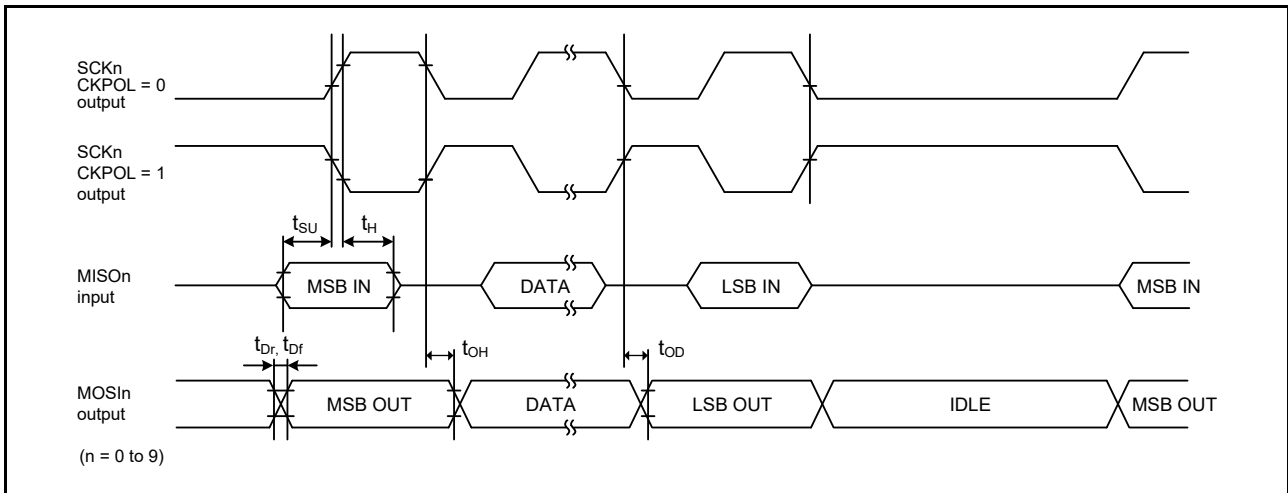 SCKn
CKPOL = 0
output
SCKn
CKPOL = 1
output
tSU
tH
MISOn
input
MSB IN
DATA
LSB IN
MSB IN
tDr, tDf
tOH
tOD
MOSIn
output
MSB OUT
DATA
LSB OUT
IDLE
MSB OUT
(n = 0 to 9)